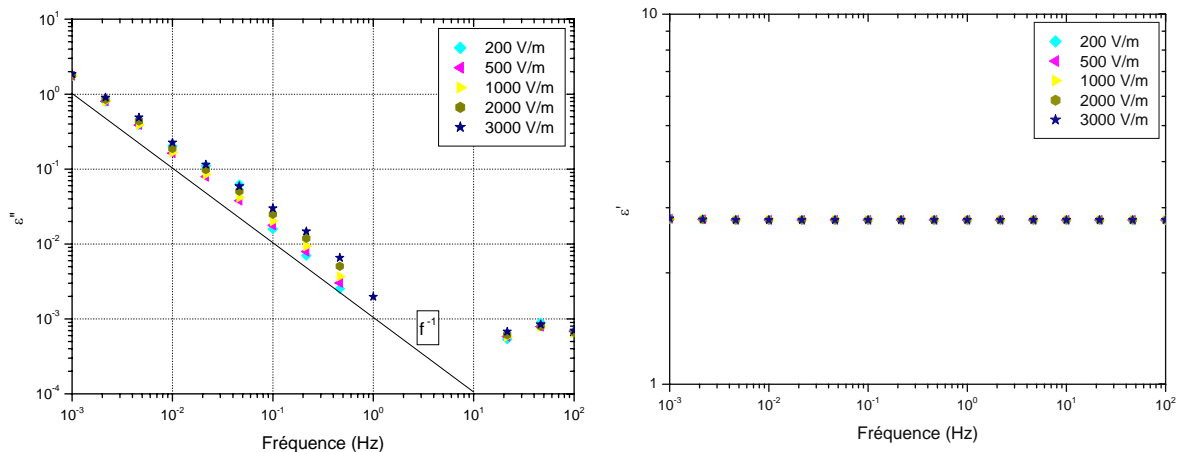 10^1
10^0
10^-1
10^-2
10^-3
10^-4
ε''
200 V/m
500 V/m
1000 V/m
2000 V/m
3000 V/m
f^-1
10^-3 10^-2 10^-1 10^0 10^1 10^2
Fréquence (Hz)
10
1
ε'
200 V/m
500 V/m
1000 V/m
2000 V/m
3000 V/m
10^-3 10^-2 10^-1 10^0 10^1 10^2
Fréquence (Hz)